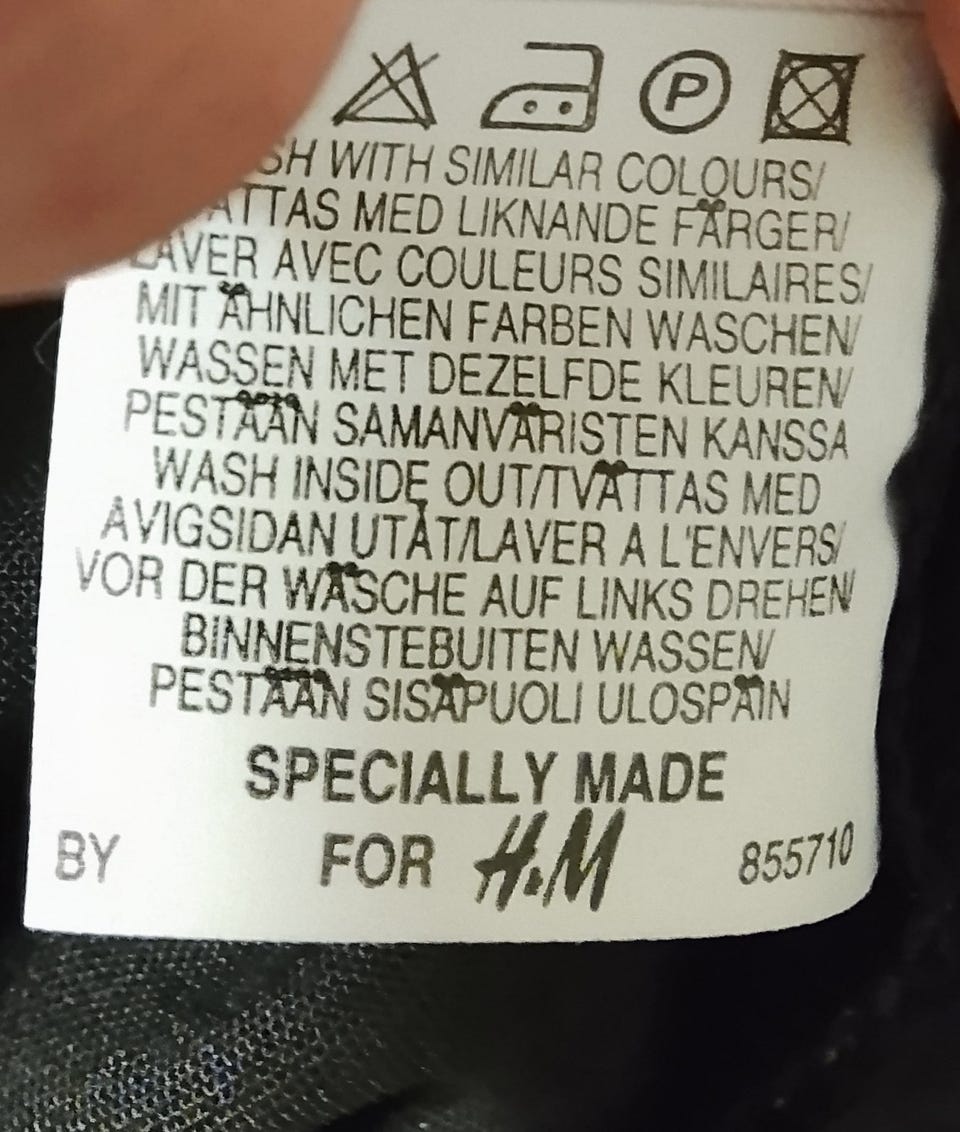 P
WITH SIMILAR COLOURS/
MED LIKNANDE FÄRGER/
LAVER AVEC COULEURS SIMILAIRES/
MIT ÄHNLICHEN FARBEN WASCHEN/
WASSEN MET DEZELFDE KLEUREN/
PESTÄÄN SAMANVÄRISTEN KANSSA
WASH INSIDE OUT/TVÄTTAS MED
AVIGSIDAN UTÅT/LAVER A L'ENVERS/
VOR DER WÄSCHE AUF LINKS DREHEN/
BINNENSTEBUITEN WASSEN/
PESTÄÄN SISÄPUOLI ULOSPÄIN
SPECIALLY MADE
BY FOR H&M 855710